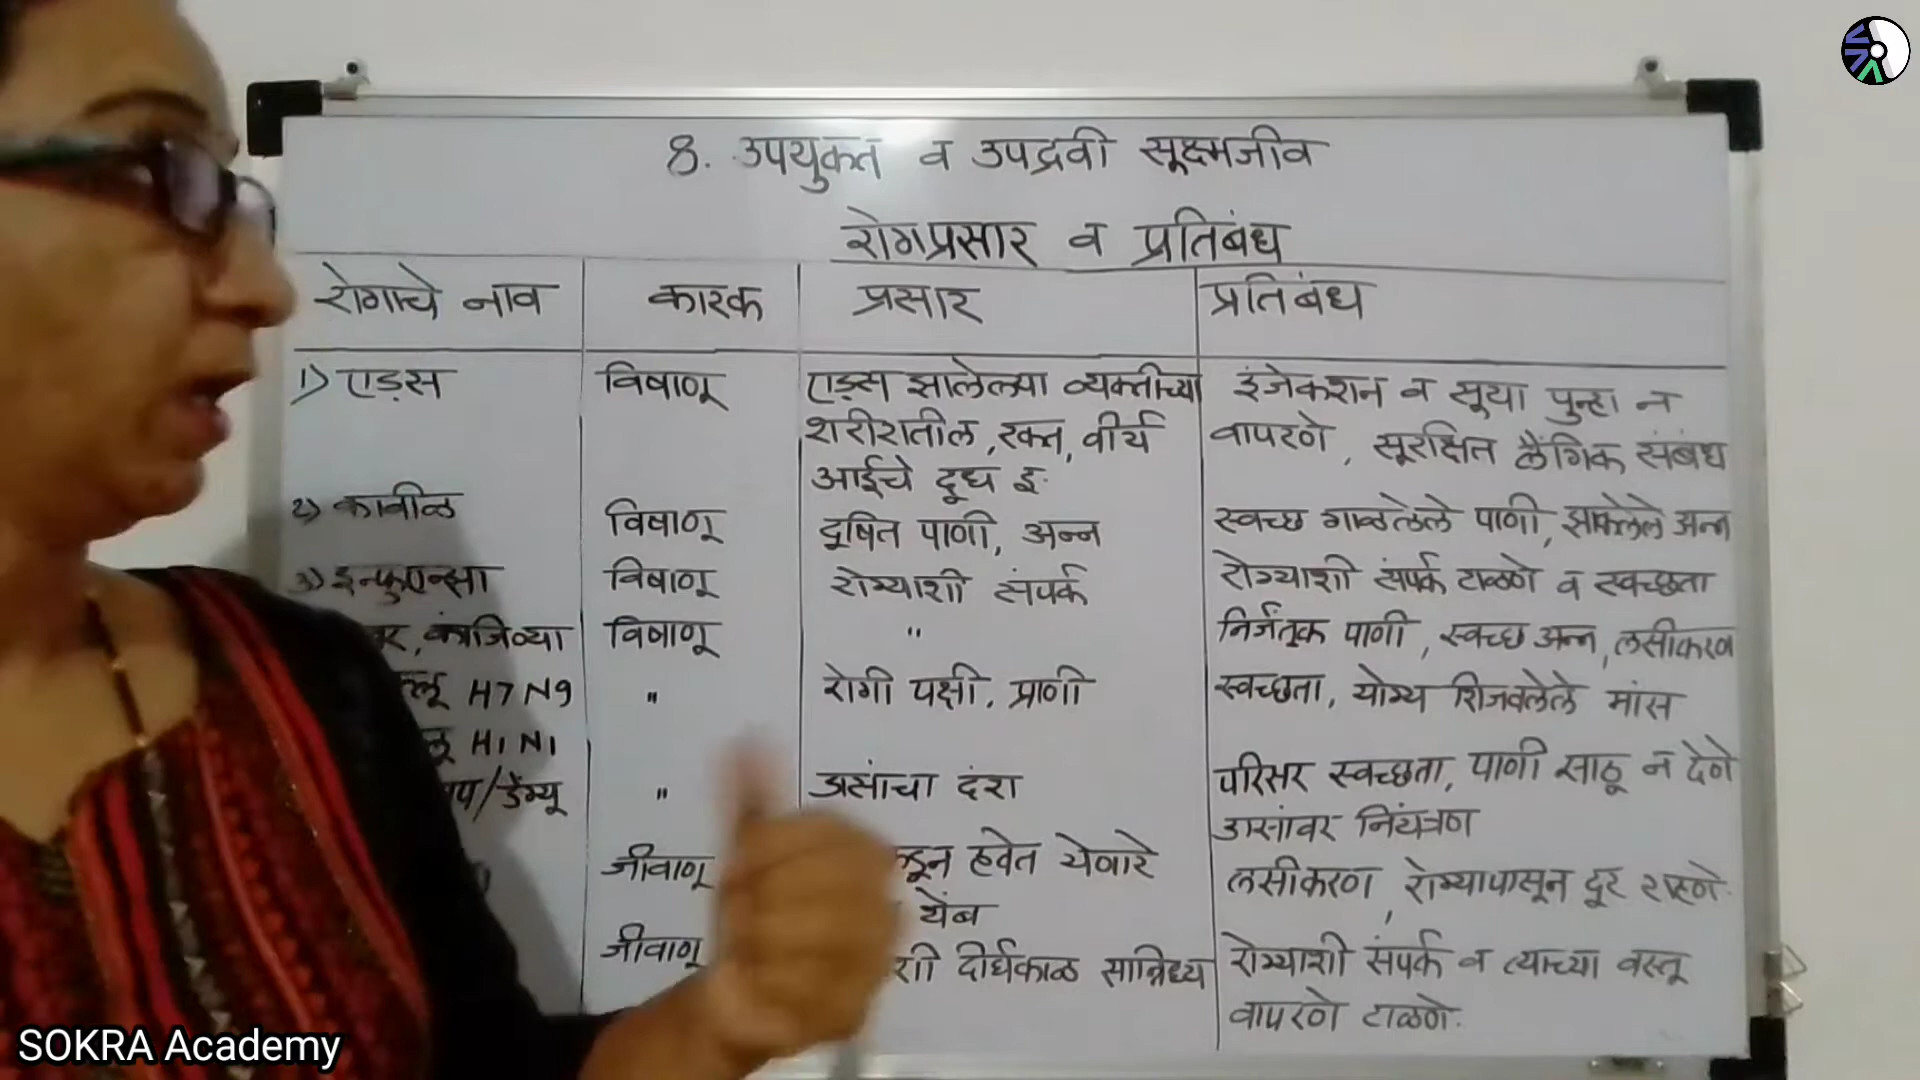 8. उपयुक्त व उपद्रवी सूक्ष्मजीव
रोगप्रसार व प्रतिबंध
रोगाचे नाव कारक प्रसार प्रतिबंध
1) एड्स विषाणू एड्स झालेल्या व्यक्तीच्या इंजेक्शन व सूया पुन्हा न
शरीरातील, रक्त, वीर्य वापरणे, सूरक्षित लैंगिक संबंध
आईचे दूध इ.
2) कावीळ विषाणू दूषित पाणी, अन्न स्वच्छ गाळलेले पाणी, झाकलेले अन्न
3) इन्फ्लुएन्सा विषाणू रोग्याशी संपर्क रोग्याशी संपर्क टाळणे व स्वच्छता
कांजिण्या विषाणू " निर्जंतूक पाणी, स्वच्छ अन्न, लसीकरण
H7N9 " रोगी पक्षी, प्राणी स्वच्छता, योग्य शिजवलेले मांस
H1N1
/डेंग्यू " डासांचा दंश परिसर स्वच्छता, पाणी साठू न देणे
डासांवर नियंत्रण
जीवाणू हवेत येणारे लसीकरण, रोग्यापासून दूर राहणे.
थेंब
जीवाणू दीर्घकाळ सान्निध्य रोग्याशी संपर्क व त्याच्या वस्तू
वापरणे टाळणे.
SOKRA Academy